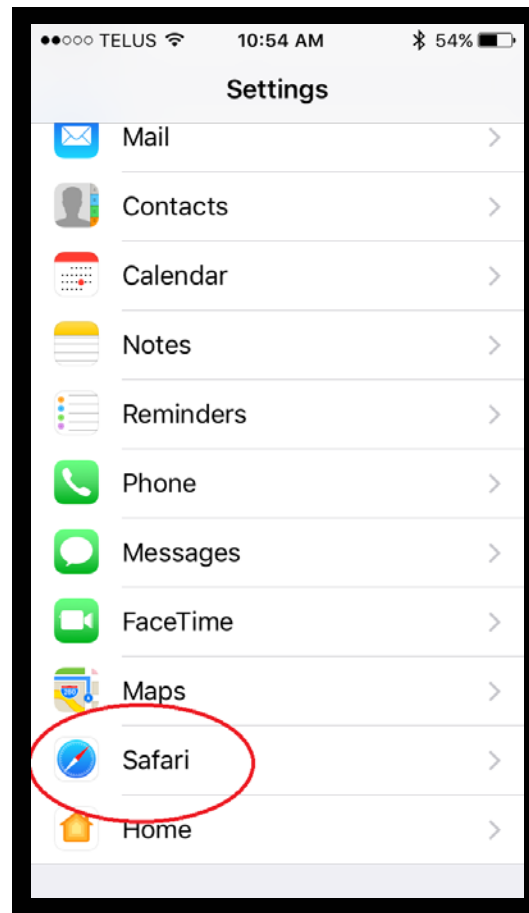 TELUS 10:54 AM 54%
Settings
Mail
Contacts
Calendar
Notes
Reminders
Phone
Messages
FaceTime
Maps
Safari
Home